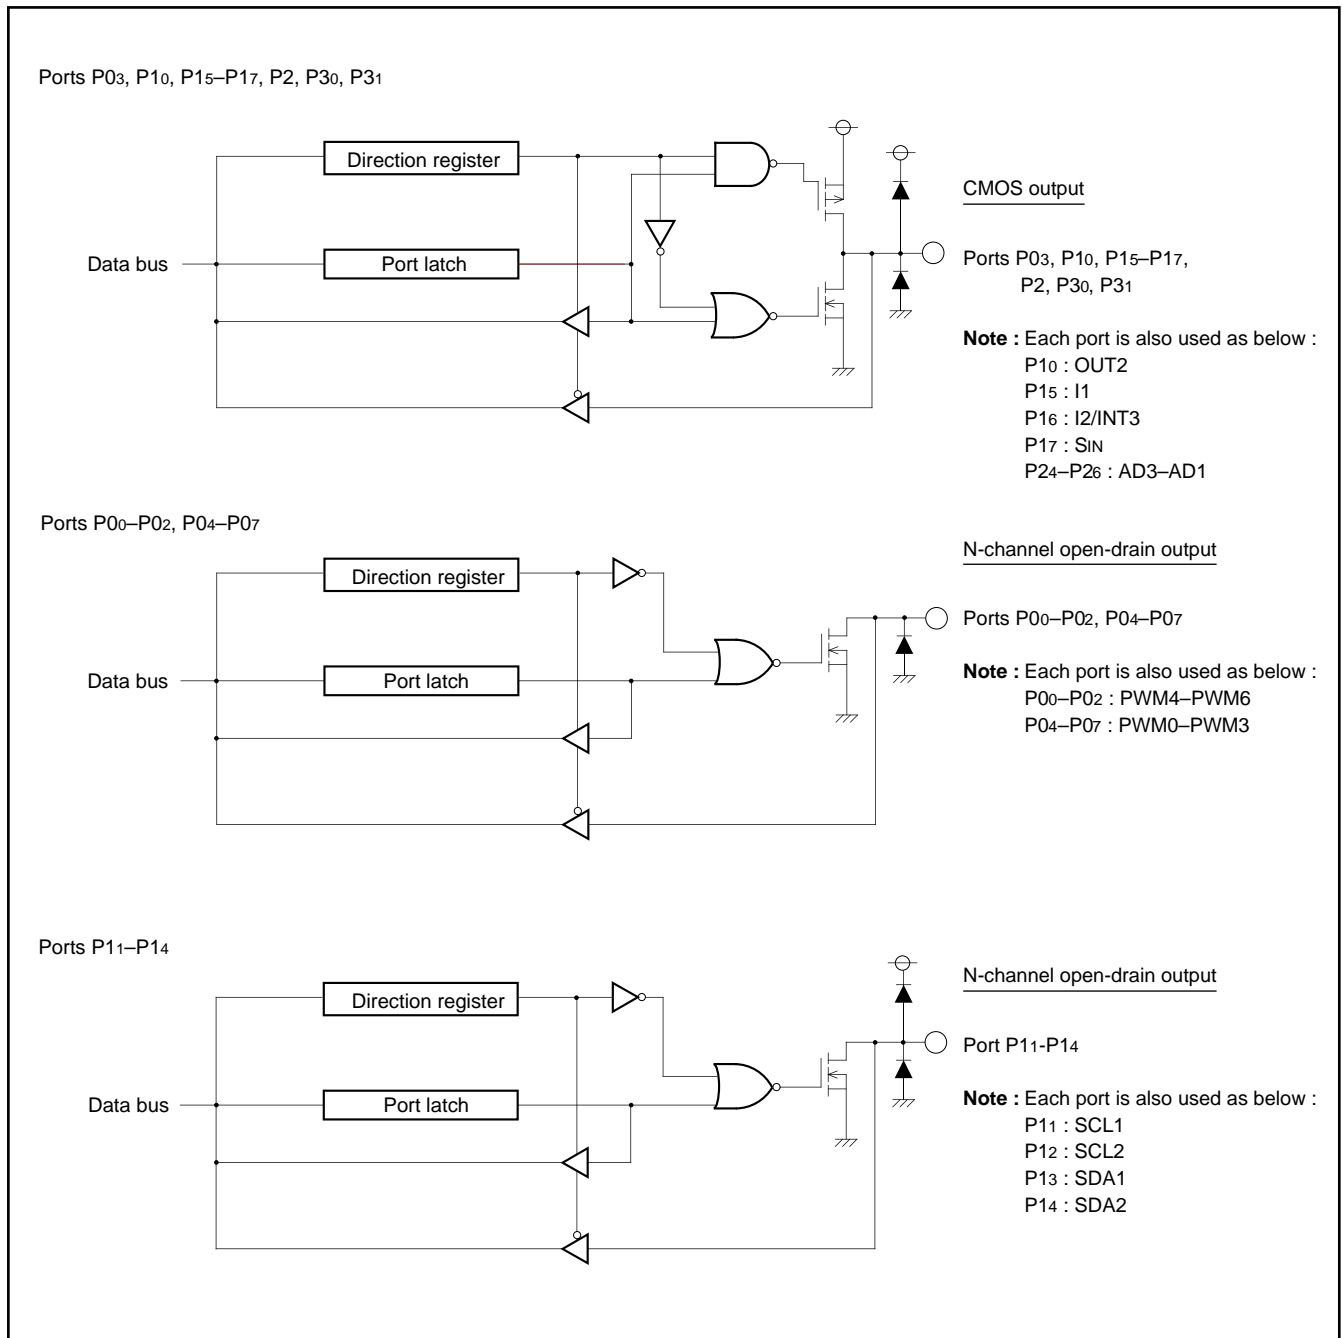 Ports P03, P10, P15–P17, P2, P30, P31
Direction register
CMOS output
Data bus
Port latch
Ports P03, P10, P15–P17,
P2, P30, P31
Note : Each port is also used as below :
P10 : OUT2
P15 : I1
P16 : I2/INT3
P17 : SIN
P24–P26 : AD3–AD1
Ports P00–P02, P04–P07
N-channel open-drain output
Direction register
Ports P00–P02, P04–P07
Data bus
Port latch
Note : Each port is also used as below :
P00–P02 : PWM4–PWM6
P04–P07 : PWM0–PWM3
Ports P11–P14
N-channel open-drain output
Direction register
Port P11-P14
Data bus
Port latch
Note : Each port is also used as below :
P11 : SCL1
P12 : SCL2
P13 : SDA1
P14 : SDA2